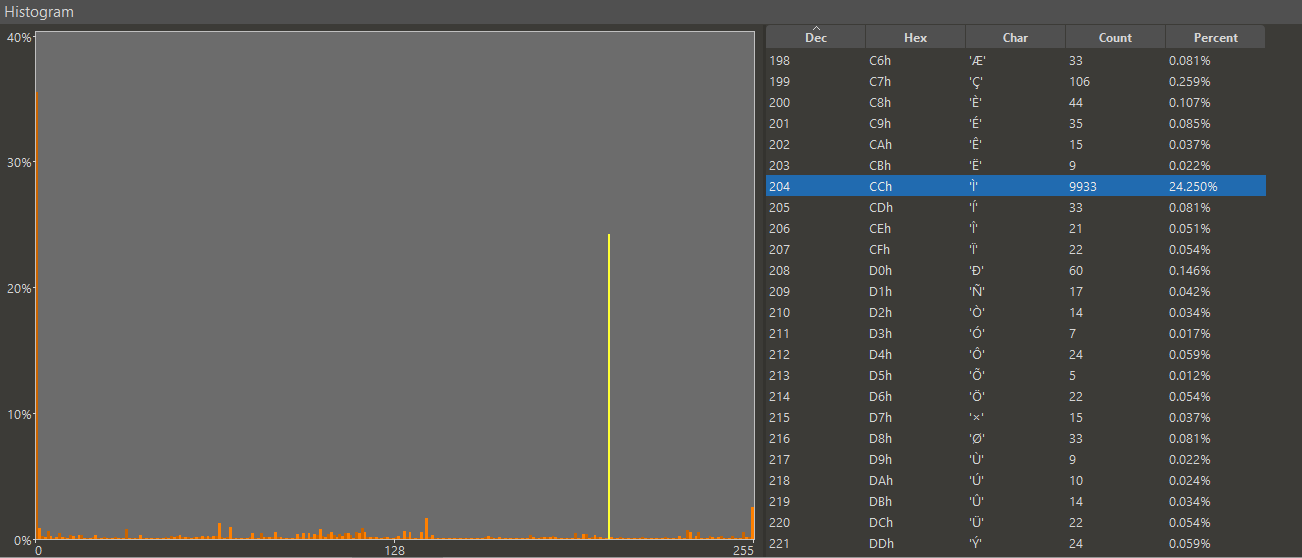 Histogram
40%
30%
20%
10%
0%
0
128
255
Dec Hex Char Count Percent
198 C6h 'Æ' 33 0.081%
199 C7h 'Ç' 106 0.259%
200 C8h 'È' 44 0.107%
201 C9h 'É' 35 0.085%
202 CAh 'Ê' 15 0.037%
203 CBh 'Ë' 9 0.022%
204 CCh 'Ì' 9933 24.250%
205 CDh 'Í' 33 0.081%
206 CEh 'Î' 21 0.051%
207 CFh 'Ï' 22 0.054%
208 D0h 'Ð' 60 0.146%
209 D1h 'Ñ' 17 0.042%
210 D2h 'Ò' 14 0.034%
211 D3h 'Ó' 7 0.017%
212 D4h 'Ô' 24 0.059%
213 D5h 'Õ' 5 0.012%
214 D6h 'Ö' 22 0.054%
215 D7h '×' 15 0.037%
216 D8h 'Ø' 33 0.081%
217 D9h 'Ù' 9 0.022%
218 DAh 'Ú' 10 0.024%
219 DBh 'Û' 14 0.034%
220 DCh 'Ü' 22 0.054%
221 DDh 'Ý' 24 0.059%